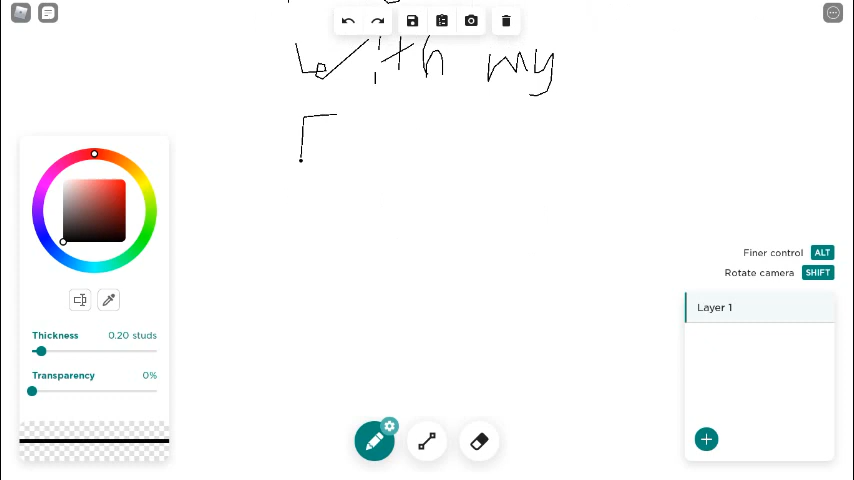 with my
Finer control ALT
Rotate camera SHIFT
Thickness 0.20 studs
Transparency 0%
Layer 1